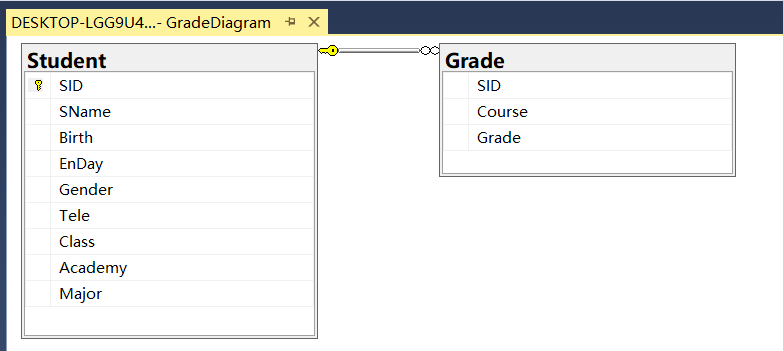 DESKTOP-LGG9U4...- GradeDiagram
Student
SID
SName
Birth
EnDay
Gender
Tele
Class
Academy
Major
Grade
SID
Course
Grade